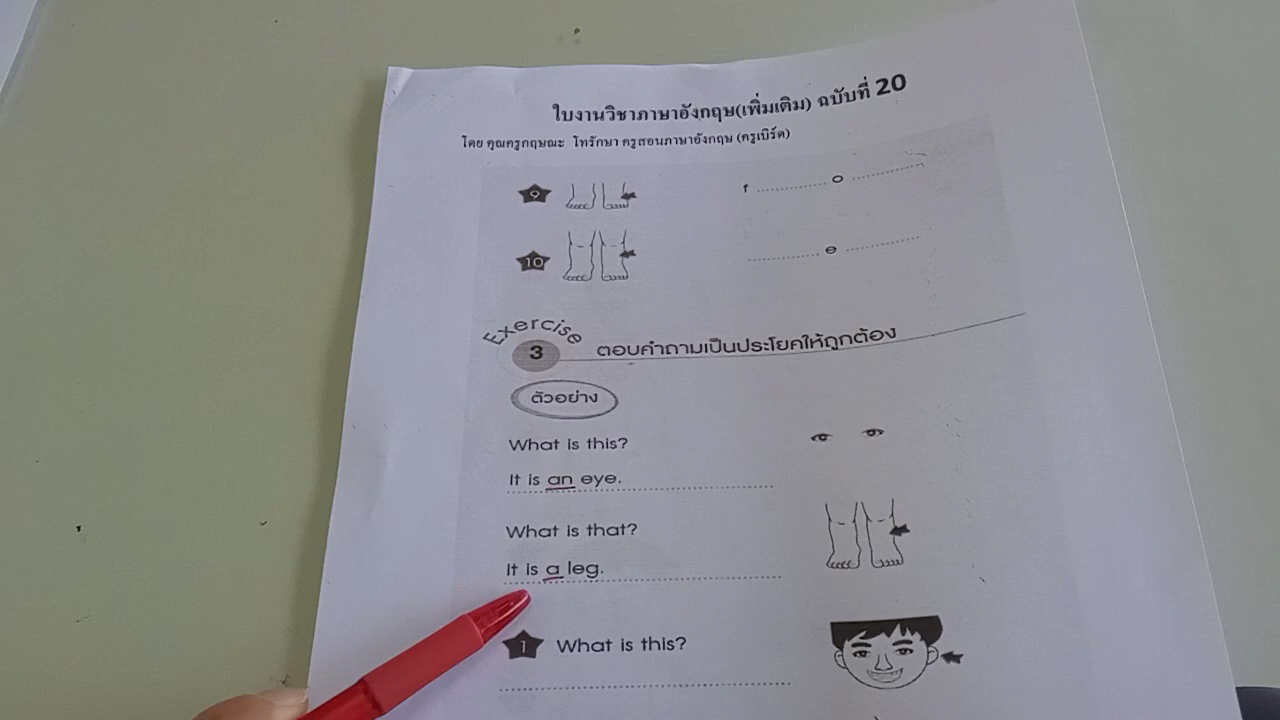 ใบงานวิชาภาษาอังกฤษ(เพิ่มเติม) ฉบับที่ 20
โดย คุณครูกฤษณะ โทรักษา ครูสอนภาษาอังกฤษ (ครูเบิร์ด)
9 f .............. o ..............
10 .............. e ..............
Exercise 3 ตอบคำถามเป็นประโยคให้ถูกต้อง
ตัวอย่าง
What is this?
It is an eye.
What is that?
It is a leg.
1 What is this?